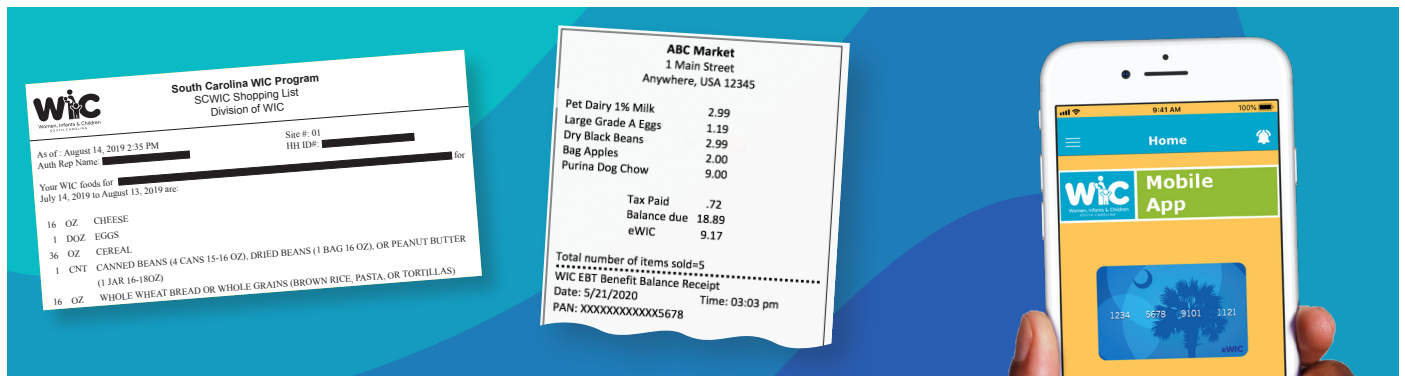 WiC
Women, Infants & Children
SOUTH CAROLINA
South Carolina WIC Program
SCWIC Shopping List
Division of WIC
As of : August 14, 2019 2:35 PM
Auth Rep Name:
Site #: 01
HH ID#:
Your WIC foods for
for
July 14, 2019 to August 13, 2019 are:
16 OZ CHEESE
1 DOZ EGGS
36 OZ CEREAL
1 CNT CANNED BEANS (4 CANS 15-16 OZ), DRIED BEANS (1 BAG 16 OZ), OR PEANUT BUTTER
(1 JAR 16-18OZ)
16 OZ WHOLE WHEAT BREAD OR WHOLE GRAINS (BROWN RICE, PASTA, OR TORTILLAS)
ABC Market
1 Main Street
Anywhere, USA 12345
Pet Dairy 1% Milk 2.99
Large Grade A Eggs 1.19
Dry Black Beans 2.99
Bag Apples 2.00
Purina Dog Chow 9.00
Tax Paid .72
Balance due 18.89
eWIC 9.17
Total number of items sold=5
WIC EBT Benefit Balance Receipt
Date: 5/21/2020 Time: 03:03 pm
PAN: XXXXXXXXXXXX5678
9:41 AM 100%
Home
WiC
Women, Infants & Children
SOUTH CAROLINA
Mobile
App
1234 5678 9101 1121
eWIC